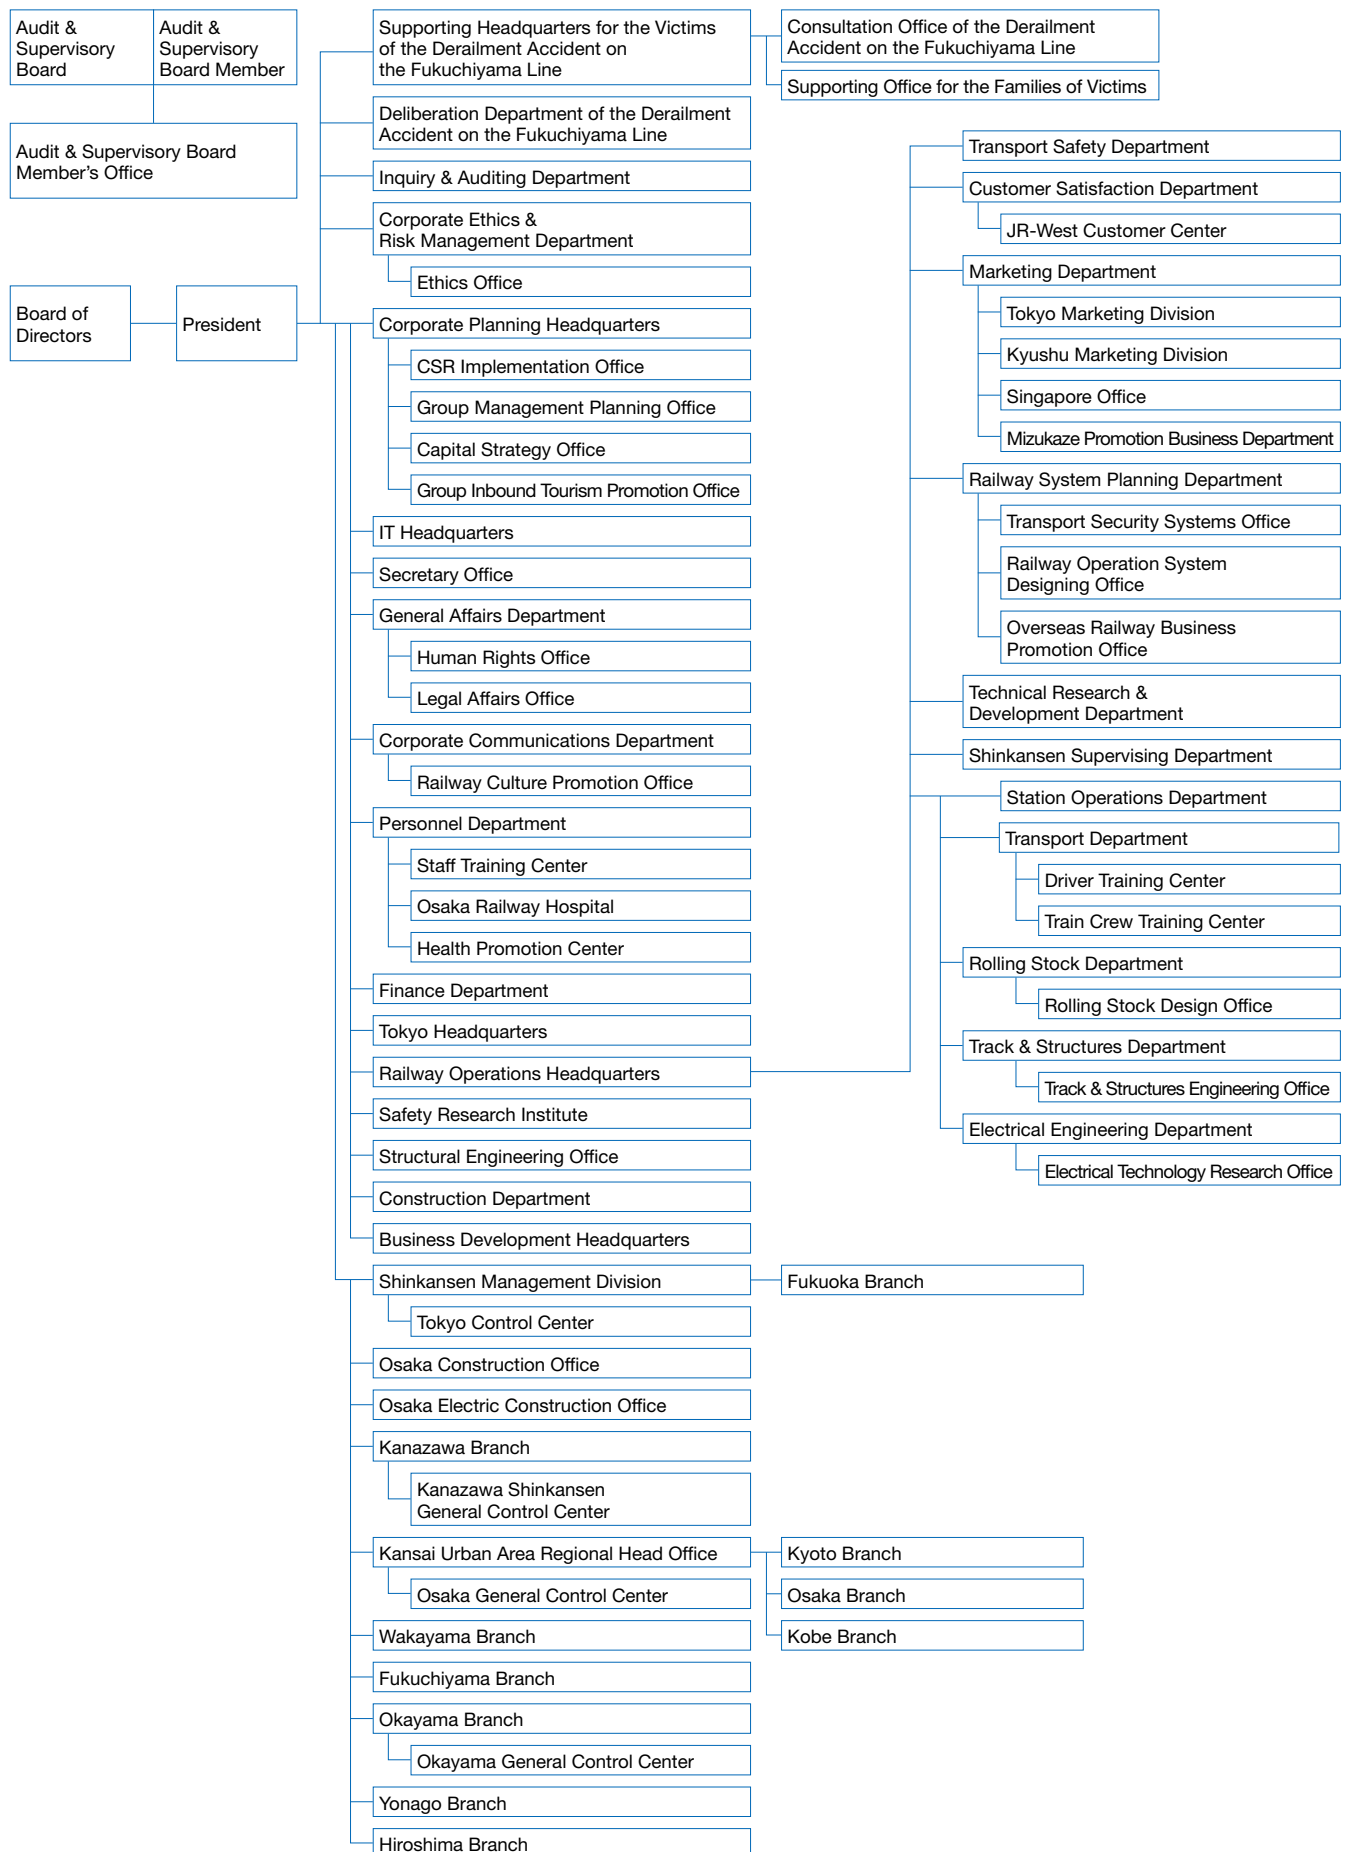 Audit &
Supervisory
Board
Audit &
Supervisory
Board Member
Audit & Supervisory Board
Member’s Office
Board of
Directors
President
Supporting Headquarters for the Victims
of the Derailment Accident on
the Fukuchiyama Line
Consultation Office of the Derailment
Accident on the Fukuchiyama Line
Supporting Office for the Families of Victims
Deliberation Department of the Derailment
Accident on the Fukuchiyama Line
Inquiry & Auditing Department
Corporate Ethics &
Risk Management Department
Ethics Office
Corporate Planning Headquarters
CSR Implementation Office
Group Management Planning Office
Capital Strategy Office
Group Inbound Tourism Promotion Office
IT Headquarters
Secretary Office
General Affairs Department
Human Rights Office
Legal Affairs Office
Corporate Communications Department
Railway Culture Promotion Office
Personnel Department
Staff Training Center
Osaka Railway Hospital
Health Promotion Center
Finance Department
Tokyo Headquarters
Railway Operations Headquarters
Transport Safety Department
Customer Satisfaction Department
JR-West Customer Center
Marketing Department
Tokyo Marketing Division
Kyushu Marketing Division
Singapore Office
Mizukaze Promotion Business Department
Railway System Planning Department
Transport Security Systems Office
Railway Operation System
Designing Office
Overseas Railway Business
Promotion Office
Technical Research &
Development Department
Shinkansen Supervising Department
Station Operations Department
Transport Department
Driver Training Center
Train Crew Training Center
Rolling Stock Department
Rolling Stock Design Office
Track & Structures Department
Track & Structures Engineering Office
Electrical Engineering Department
Electrical Technology Research Office
Safety Research Institute
Structural Engineering Office
Construction Department
Business Development Headquarters
Shinkansen Management Division
Fukuoka Branch
Tokyo Control Center
Osaka Construction Office
Osaka Electric Construction Office
Kanazawa Branch
Kanazawa Shinkansen
General Control Center
Kansai Urban Area Regional Head Office
Osaka General Control Center
Kyoto Branch
Osaka Branch
Kobe Branch
Wakayama Branch
Fukuchiyama Branch
Okayama Branch
Okayama General Control Center
Yonago Branch
Hiroshima Branch